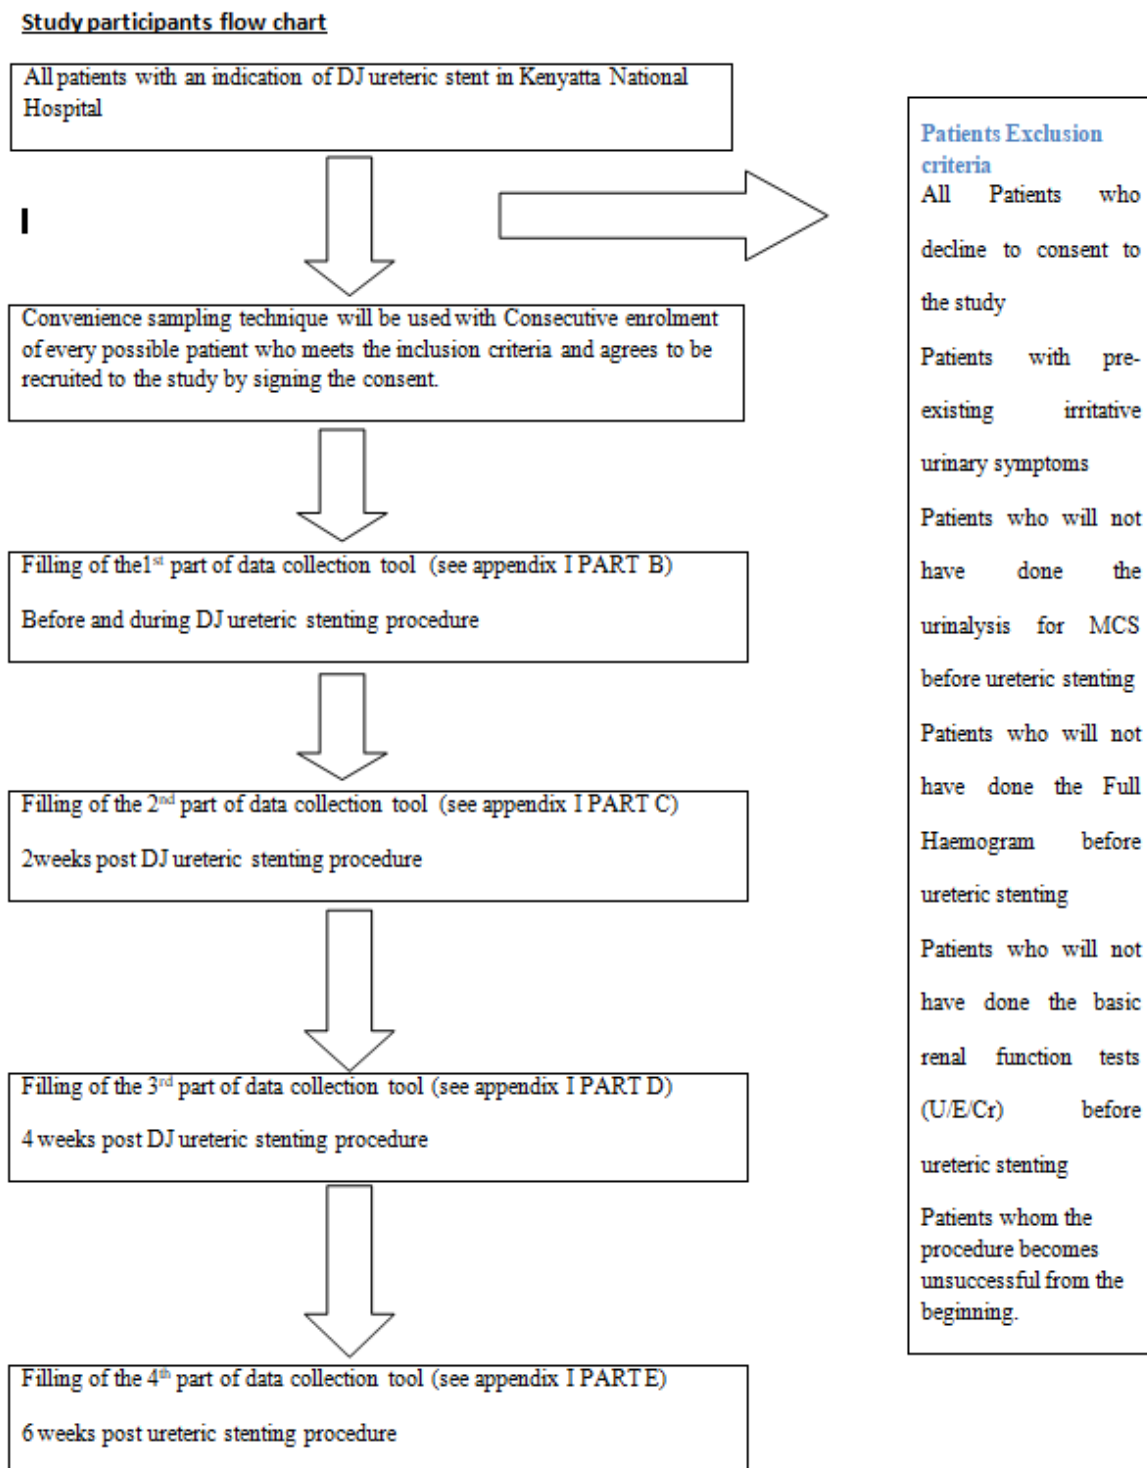 Study participants flow chart
All patients with an indication of DJ ureteric stent in Kenyatta National
Hospital
Convenience sampling technique will be used with Consecutive enrolment
of every possible patient who meets the inclusion criteria and agrees to be
recruited to the study by signing the consent.
Filling of the1st part of data collection tool (see appendix I PART B)
Before and during DJ ureteric stenting procedure
Filling of the 2nd part of data collection tool (see appendix I PART C)
2weeks post DJ ureteric stenting procedure
Filling of the 3rd part of data collection tool (see appendix I PART D)
4 weeks post DJ ureteric stenting procedure
Filling of the 4th part of data collection tool (see appendix I PART E)
6 weeks post ureteric stenting procedure
Patients Exclusion
criteria
All Patients who
decline to consent to
the study
Patients with pre-
existing irritative
urinary symptoms
Patients who will not
have done the
urinalysis for MCS
before ureteric stenting
Patients who will not
have done the Full
Haemogram before
ureteric stenting
Patients who will not
have done the basic
renal function tests
(U/E/Cr) before
ureteric stenting
Patients whom the
procedure becomes
unsuccessful from the
beginning.